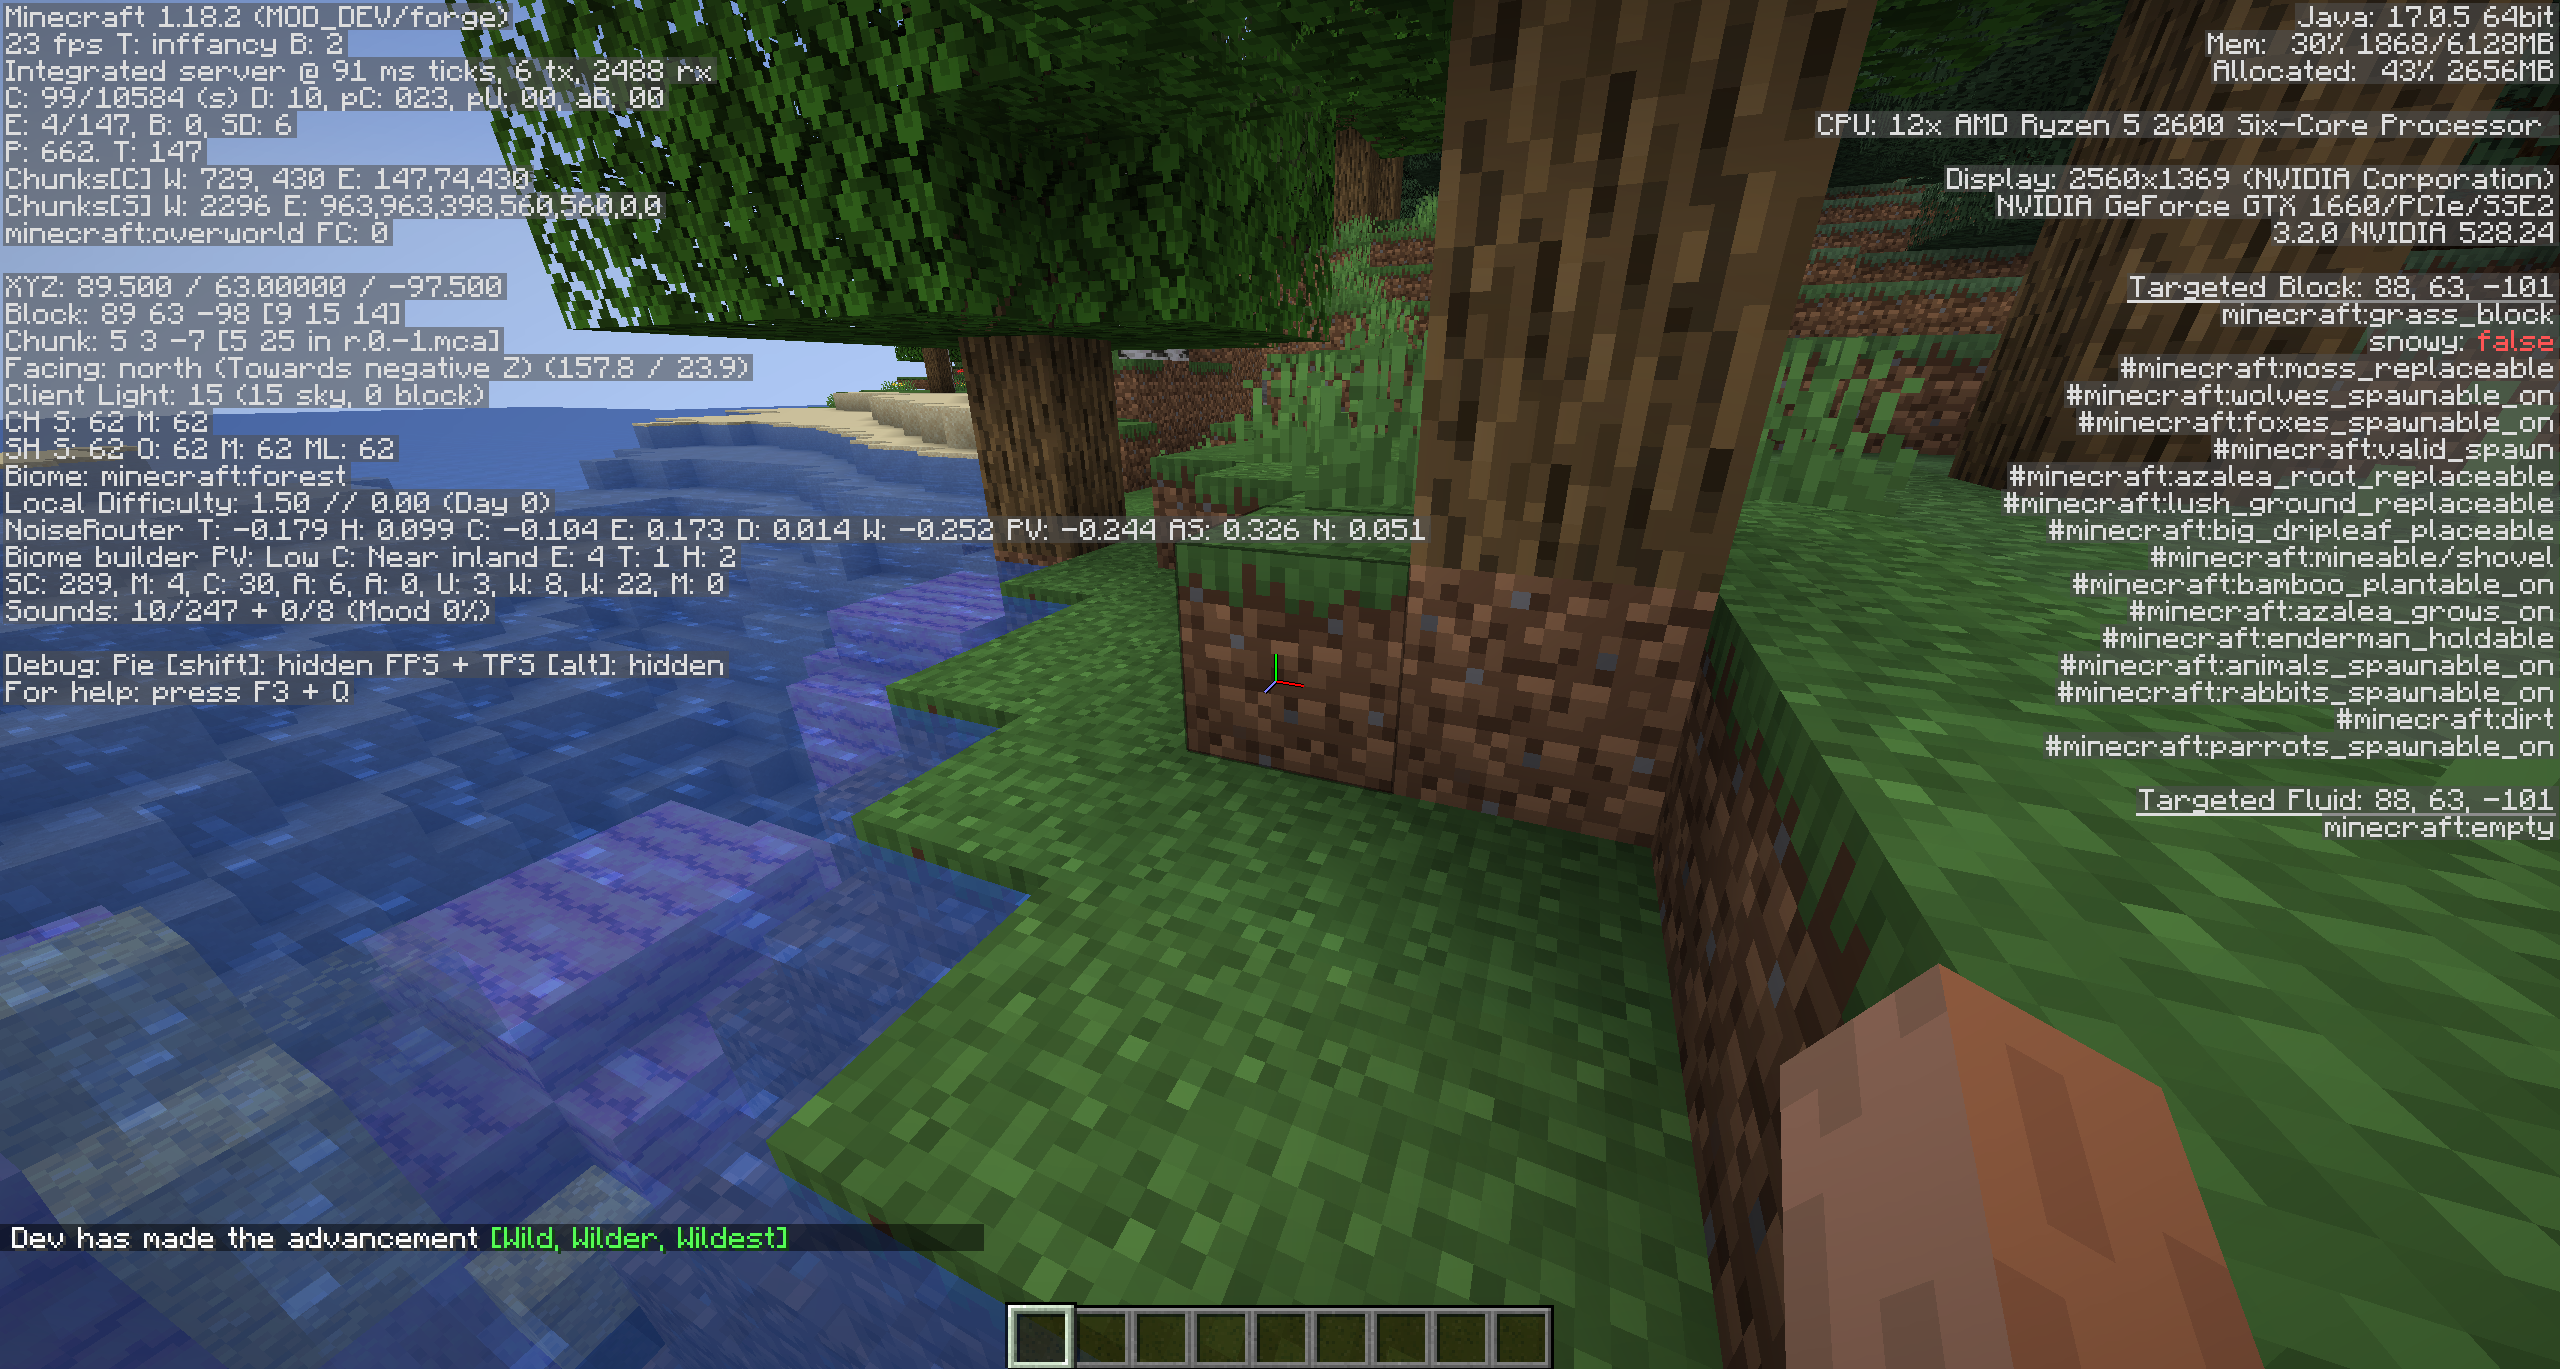 Minecraft 1.18.2 (MOD_DEV/forge)
23 fps T: inffancy B: 2
Integrated server @ 91 ms ticks, 6 tx, 2488 rx
C: 99/10584 (s) D: 10, pC: 023, pU: 00, aB: 00
E: 4/147, B: 0, SD: 6
P: 662. T: 147
Chunks[C] W: 729, 430 E: 147,74,430
Chunks[S] W: 2296 E: 963,963,398,560,560,0,0
minecraft:overworld FC: 0
XYZ: 89.500 / 63.00000 / -97.500
Block: 89 63 -98 [9 15 14]
Chunk: 5 3 -7 [5 25 in r.0.-1.mca]
Facing: north (Towards negative Z) (157.8 / 23.9)
Client Light: 15 (15 sky, 0 block)
CH S: 62 M: 62
SH S: 62 O: 62 M: 62 ML: 62
Biome: minecraft:forest
Local Difficulty: 1.50 // 0.00 (Day 0)
NoiseRouter T: -0.179 H: 0.099 C: -0.104 E: 0.173 D: 0.014 W: -0.252 PV: -0.244 AS: 0.326 N: 0.051
Biome builder PV: Low C: Near inland E: 4 T: 1 H: 2
SC: 289, M: 4, C: 30, A: 6, A: 0, U: 3, W: 8, W: 22, M: 0
Sounds: 10/247 + 0/8 (Mood 0%)
Debug: Pie [shift]: hidden FPS + TPS [alt]: hidden
For help: press F3 + Q
Java: 17.0.5 64bit
Mem: 30% 1868/6128MB
Allocated: 43% 2656MB
CPU: 12x AMD Ryzen 5 2600 Six-Core Processor
Display: 2560x1369 (NVIDIA Corporation)
NVIDIA GeForce GTX 1660/PCIe/SSE2
3.2.0 NVIDIA 528.24
Targeted Block: 88, 63, -101
minecraft:grass_block
snowy: false
#minecraft:moss_replaceable
#minecraft:wolves_spawnable_on
#minecraft:foxes_spawnable_on
#minecraft:valid_spawn
#minecraft:azalea_root_replaceable
#minecraft:lush_ground_replaceable
#minecraft:big_dripleaf_placeable
#minecraft:mineable/shovel
#minecraft:bamboo_plantable_on
#minecraft:azalea_grows_on
#minecraft:enderman_holdable
#minecraft:animals_spawnable_on
#minecraft:rabbits_spawnable_on
#minecraft:dirt
#minecraft:parrots_spawnable_on
Targeted Fluid: 88, 63, -101
minecraft:empty
Dev has made the advancement [Wild, Wilder, Wildest]